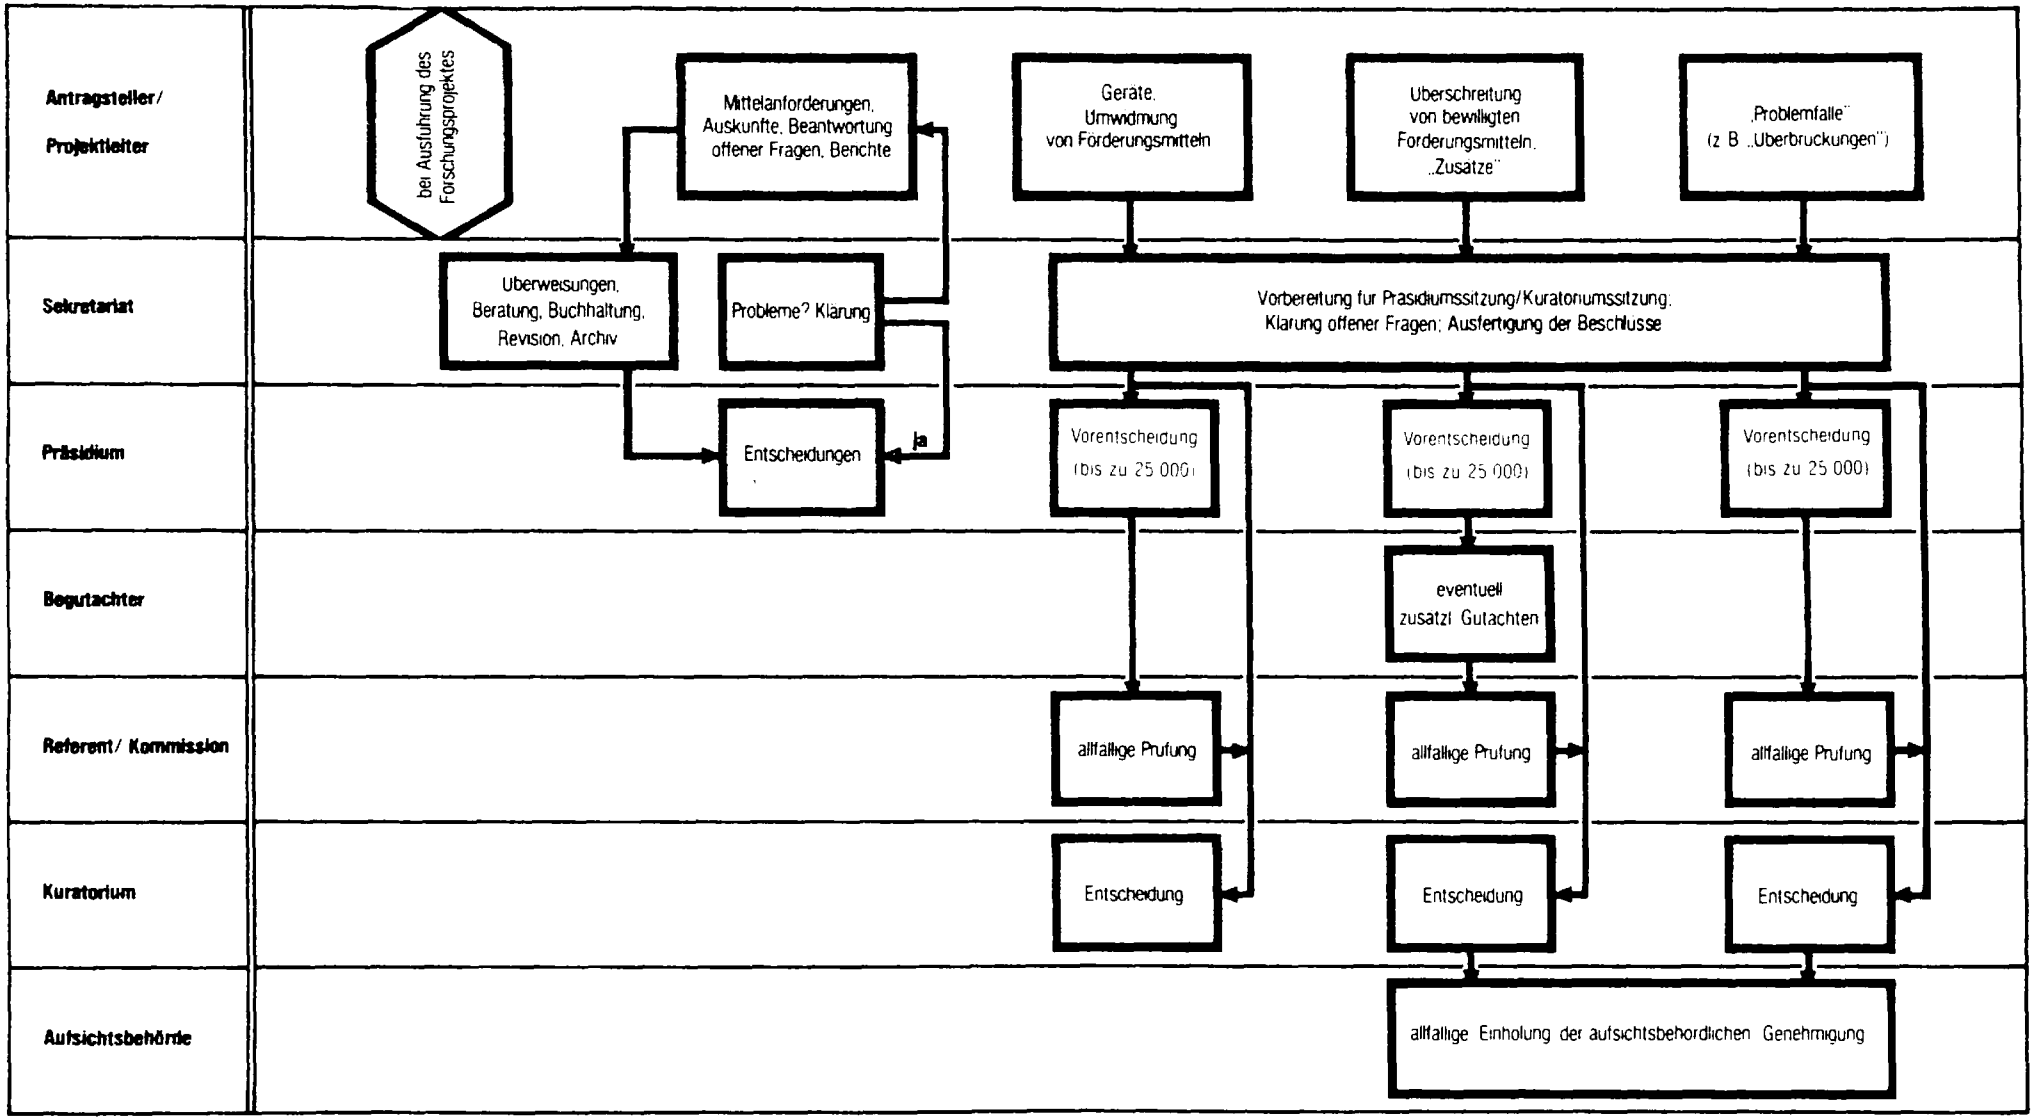 Antragsteller/
Projektleiter
bei Ausfuhrung des
Forschungsprojektes
Mittelanforderungen,
Auskunfte, Beantwortung
offener Fragen, Berichte
Geräte,
Umwidmung
von Förderungsmitteln
Uberschreitung
von bewilligten
Forderungsmitteln,
„Zusatze"
„Problemfalle"
(z B „Uberbruckungen")
Sekretariat
Uberweisungen,
Beratung, Buchhaltung,
Revision, Archiv
Probleme? Klärung
Vorbereitung fur Prasidiumssitzung/Kuratoriumssitzung;
Klarung offener Fragen; Ausfertigung der Beschlusse
Präsidium
Entscheidungen
ja
Vorentscheidung
(bis zu 25 000)
Vorentscheidung
(bis zu 25 000)
Vorentscheidung
(bis zu 25 000)
Begutachter
eventuell
zusatzl Gutachten
Referent/ Kommission
allfallige Prufung
allfallige Prufung
allfallige Prufung
Kuratorium
Entscheidung
Entscheidung
Entscheidung
Aufsichtsbehörde
allfallige Einholung der aufsichtsbehordlichen Genehmigung